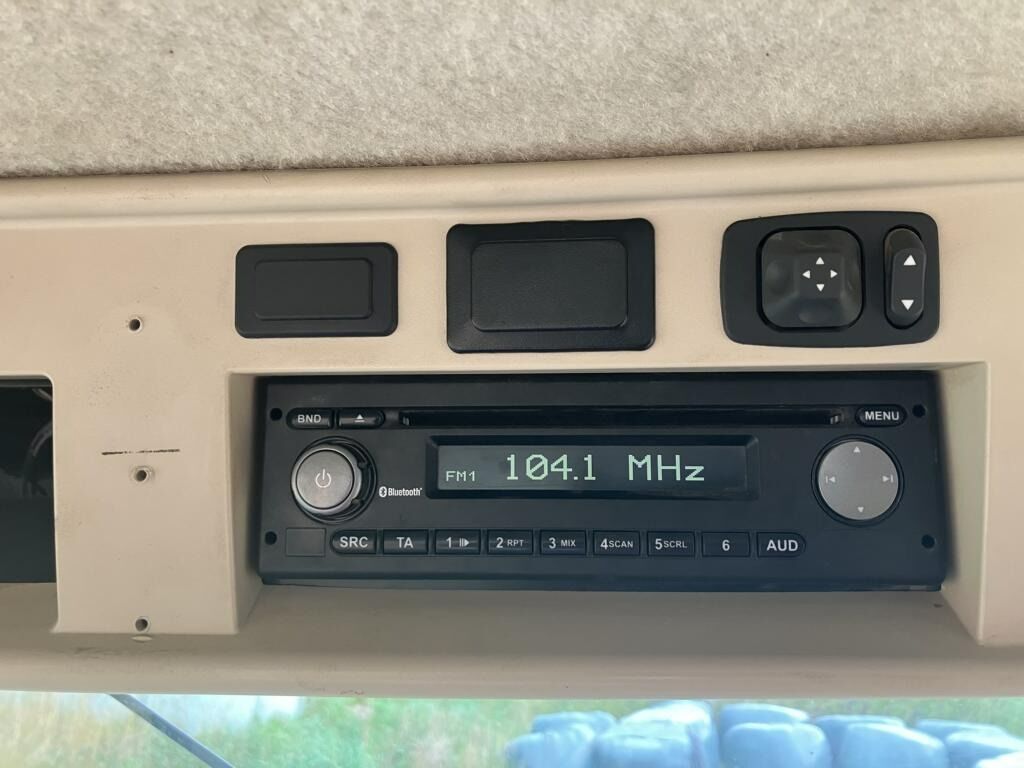 BND
MENU
FM1 104.1 MHz
Bluetooth
SRC TA 1 2 RPT 3 MIX 4 SCAN 5 SCRL 6 AUD